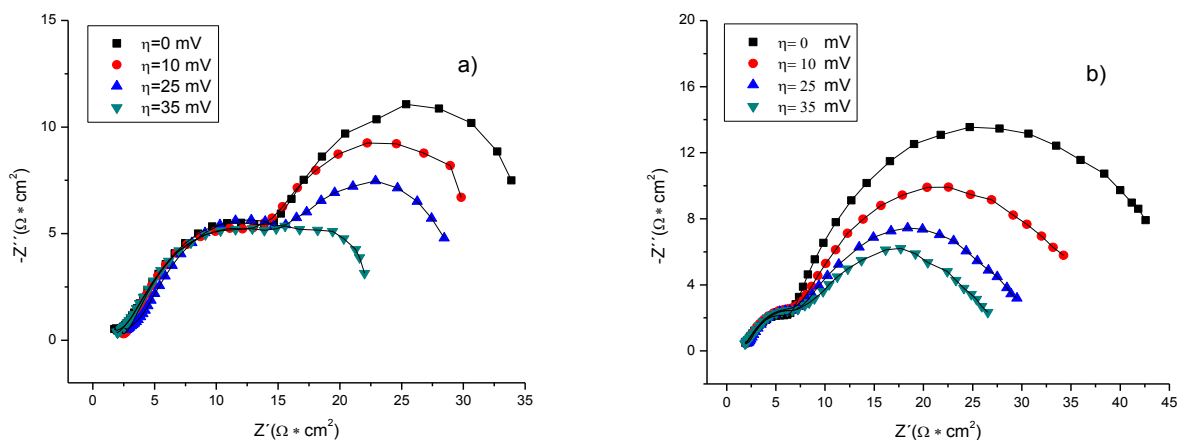 15
10
5
0
-Z´´(Ω∗ cm²)
η=0 mV
η=10 mV
η=25 mV
η=35 mV
a)
0 5 10 15 20 25 30 35
Z´(Ω∗ cm²)
20
16
12
8
4
0
-Z´´(Ω∗ cm²)
η= 0 mV
η= 10 mV
η= 25 mV
η= 35 mV
b)
0 5 10 15 20 25 30 35 40 45
Z´(Ω∗ cm²)